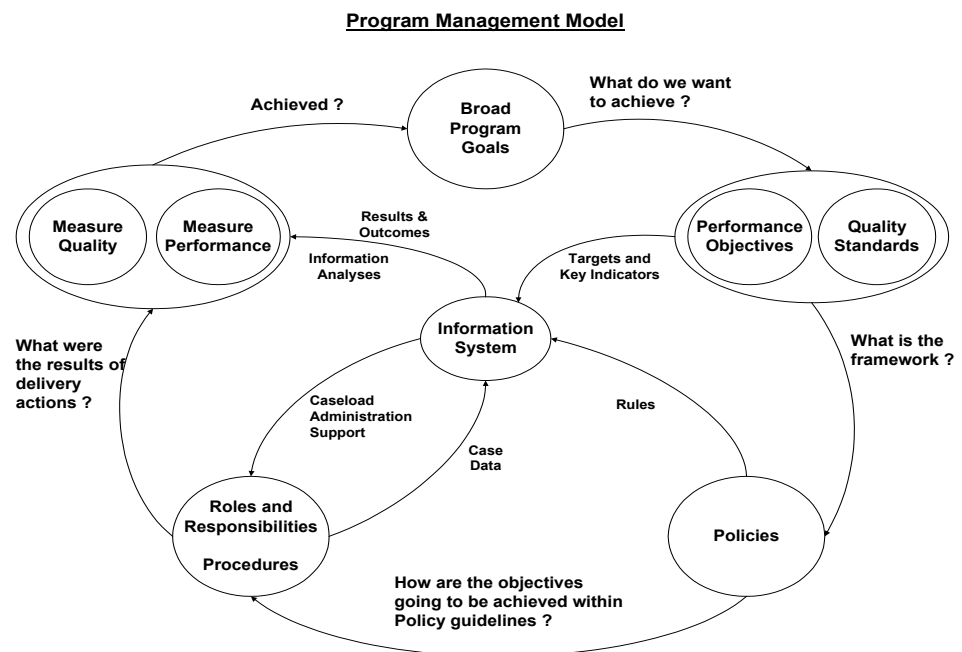 Program Management Model
What do we want
to achieve ?
Achieved ?
Broad
Program
Goals
Measure
Quality
Measure
Performance
Results &
Outcomes
Information
Analyses
Performance
Objectives
Quality
Standards
Targets and
Key Indicators
Information
System
What were
the results of
delivery
actions ?
What is the
framework ?
Caseload
Administration
Support
Rules
Case
Data
Roles and
Responsibilities
Procedures
Policies
How are the objectives
going to be achieved within
Policy guidelines ?